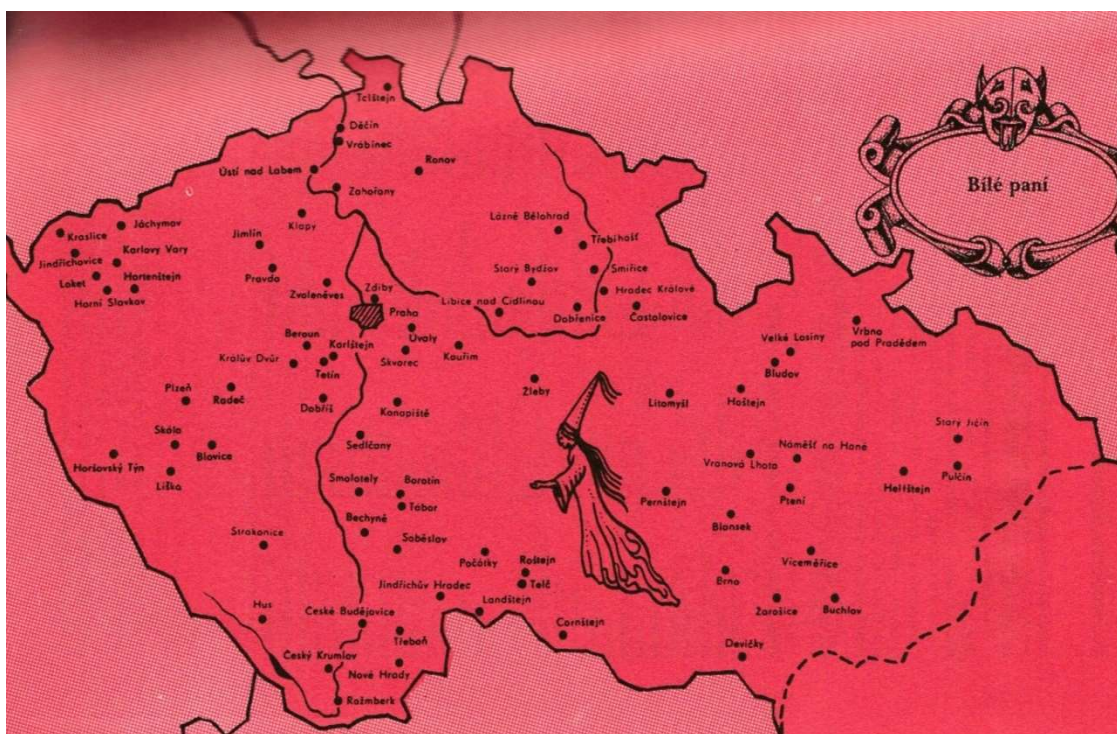 Bílé paní
Tolštejn
Děčín
Vrabinec
Ústí nad Labem
Ronov
Zahořany
Klapy
Jáchymov
Kraslice
Jimlín
Lázně Bělohrad
Třebihošť
Karlovy Vary
Jindřichovice
Loket
Hartenštejn
Horní Slavkov
Pravda
Zvoleněves
Starý Bydžov
Smiřice
Zdiby
Praha
Libice nad Cidlinou
Hradec Králové
Dobřenice
Častolovice
Vrbno
pod Pradědem
Velké Losiny
Bludov
Beroun
Karlštejn
Úvaly
Kouřim
Králův Dvůr
Tetín
Skvorec
Plzeň
Radeč
Dobříš
Konopiště
Žleby
Litomyšl
Hoštejn
Starý Jičín
Skála
Blovice
Sedlčany
Horšovský Týn
Liška
Vranová Lhota
Náměšť na Hané
Helfštejn
Pulčín
Smolotely
Borotín
Tábor
Pernštejn
Ptení
Blansek
Bechyně
Strakonice
Soběslav
Počátky
Roštejn
Telč
Viceměřice
Brno
Jindřichův Hradec
Landštejn
Hus
České Budějovice
Třeboň
Cornštejn
Žarošice
Buchlov
Devičky
Český Krumlov
Nové Hrady
Rožmberk